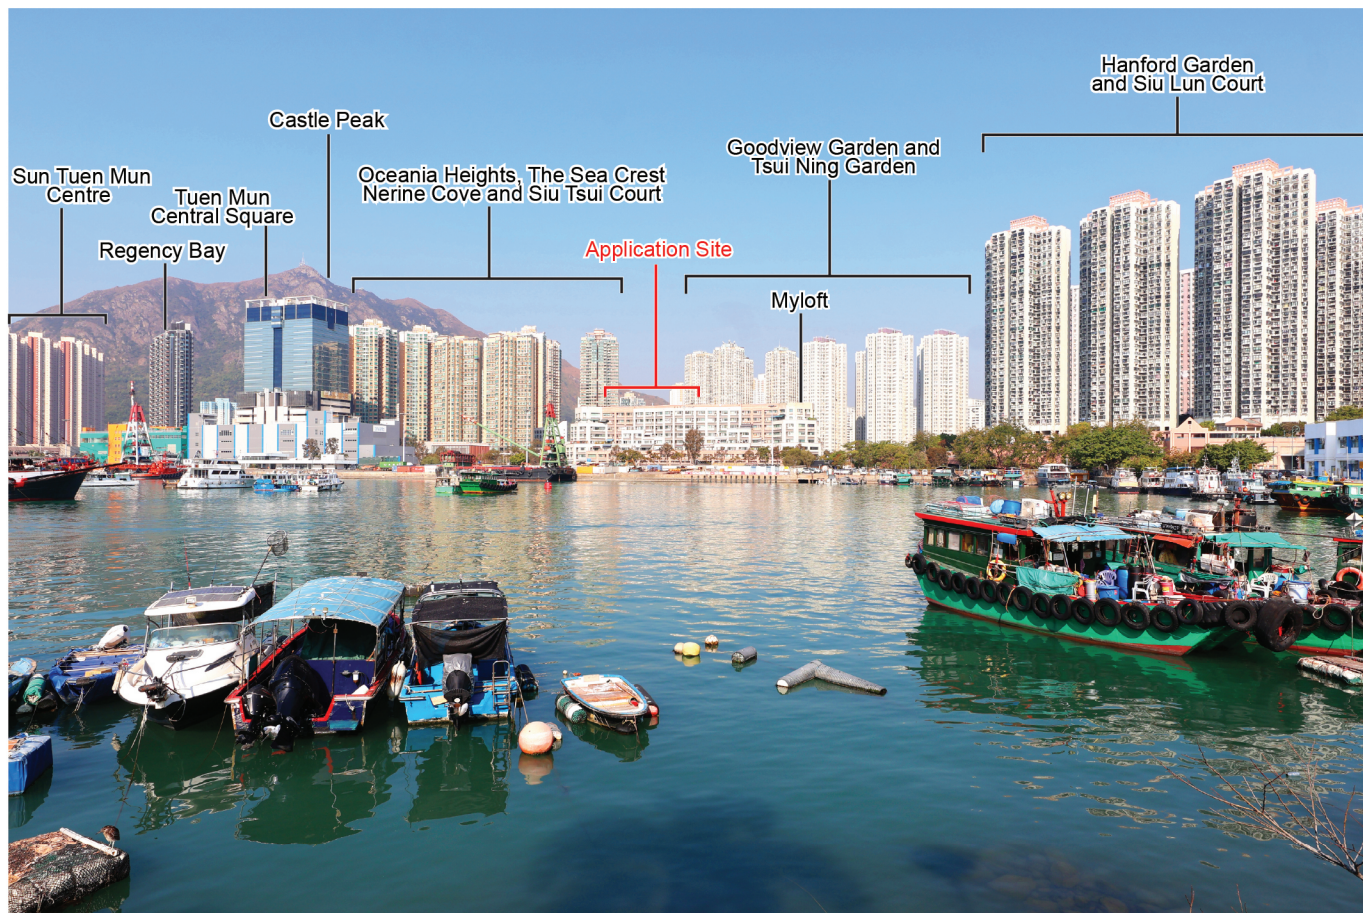 Hanford Garden
and Siu Lun Court
Castle Peak
Goodview Garden and
Tsui Ning Garden
Sun Tuen Mun
Centre
Oceania Heights, The Sea Crest
Nerine Cove and Siu Tsui Court
Tuen Mun
Central Square
Regency Bay
Application Site
Myloft